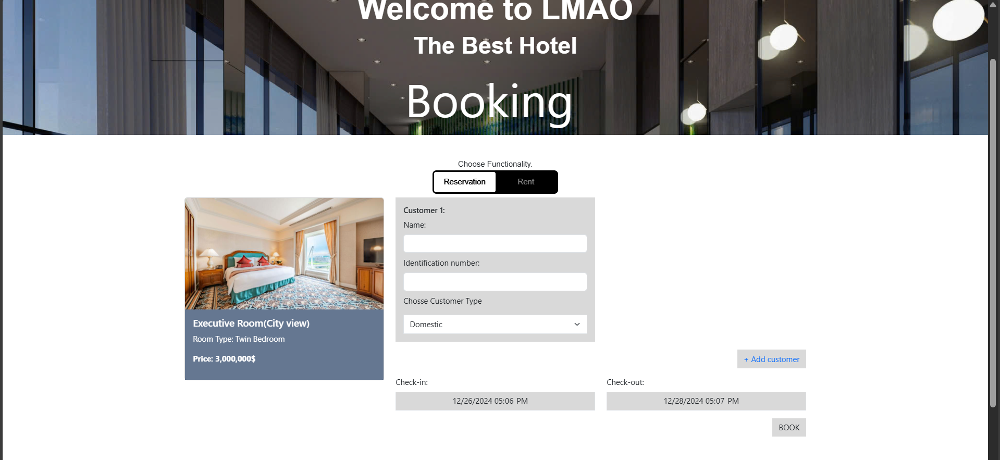 Welcome to LMAO
The Best Hotel
Booking
Choose Functionality.
Reservation Rent
Executive Room(City view)
Room Type: Twin Bedroom
Price: 3,000,000$
Customer 1:
Name:
Identification number:
Chosse Customer Type
Domestic
+ Add customer
Check-in: Check-out:
12/26/2024 05:06 PM 12/28/2024 05:07 PM
BOOK